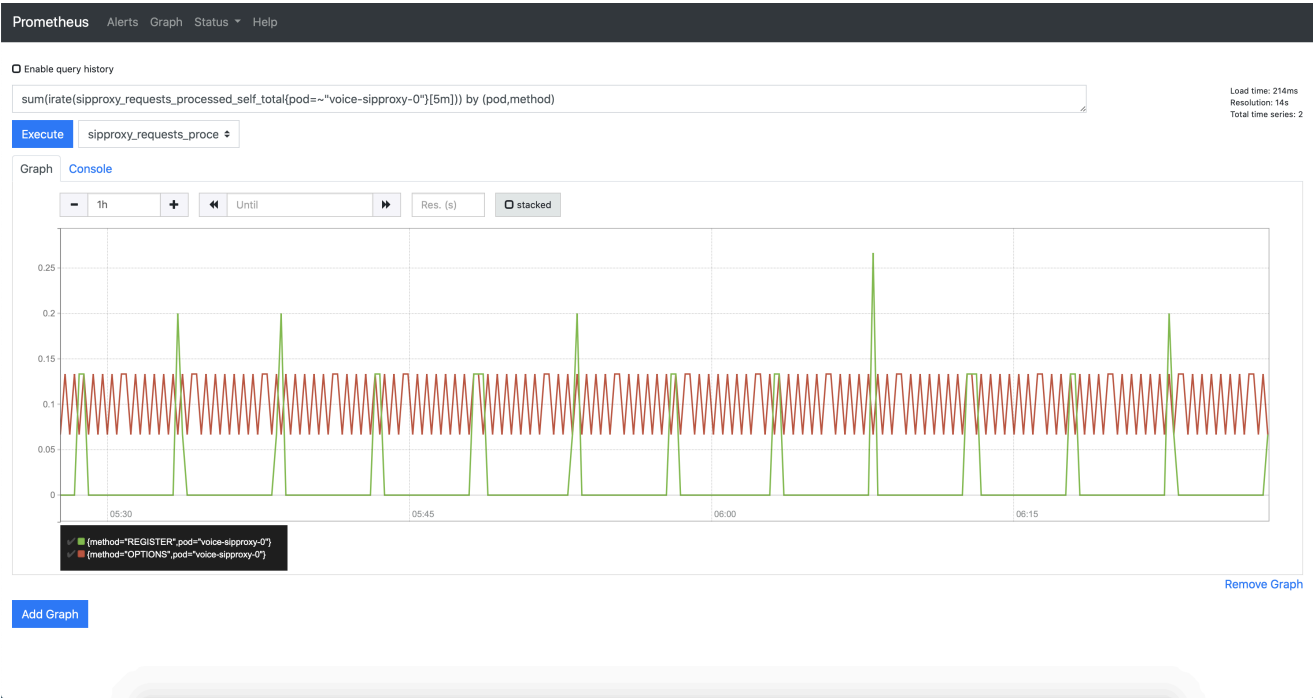 Prometheus Alerts Graph Status Help
Enable query history
sum(irate(sipproxy_requests_processed_self_total{pod=~"voice-sipproxy-0"}[5m])) by (pod,method)
Load time: 214ms
Resolution: 14s
Total time series: 2
Execute sipproxy_requests_proce
Graph Console
1h Until Res. (s) stacked
0.25
0.2
0.15
0.1
0.05
0
05:30 05:45 06:00 06:15
{method="REGISTER",pod="voice-sipproxy-0"}
{method="OPTIONS",pod="voice-sipproxy-0"}
Remove Graph
Add Graph